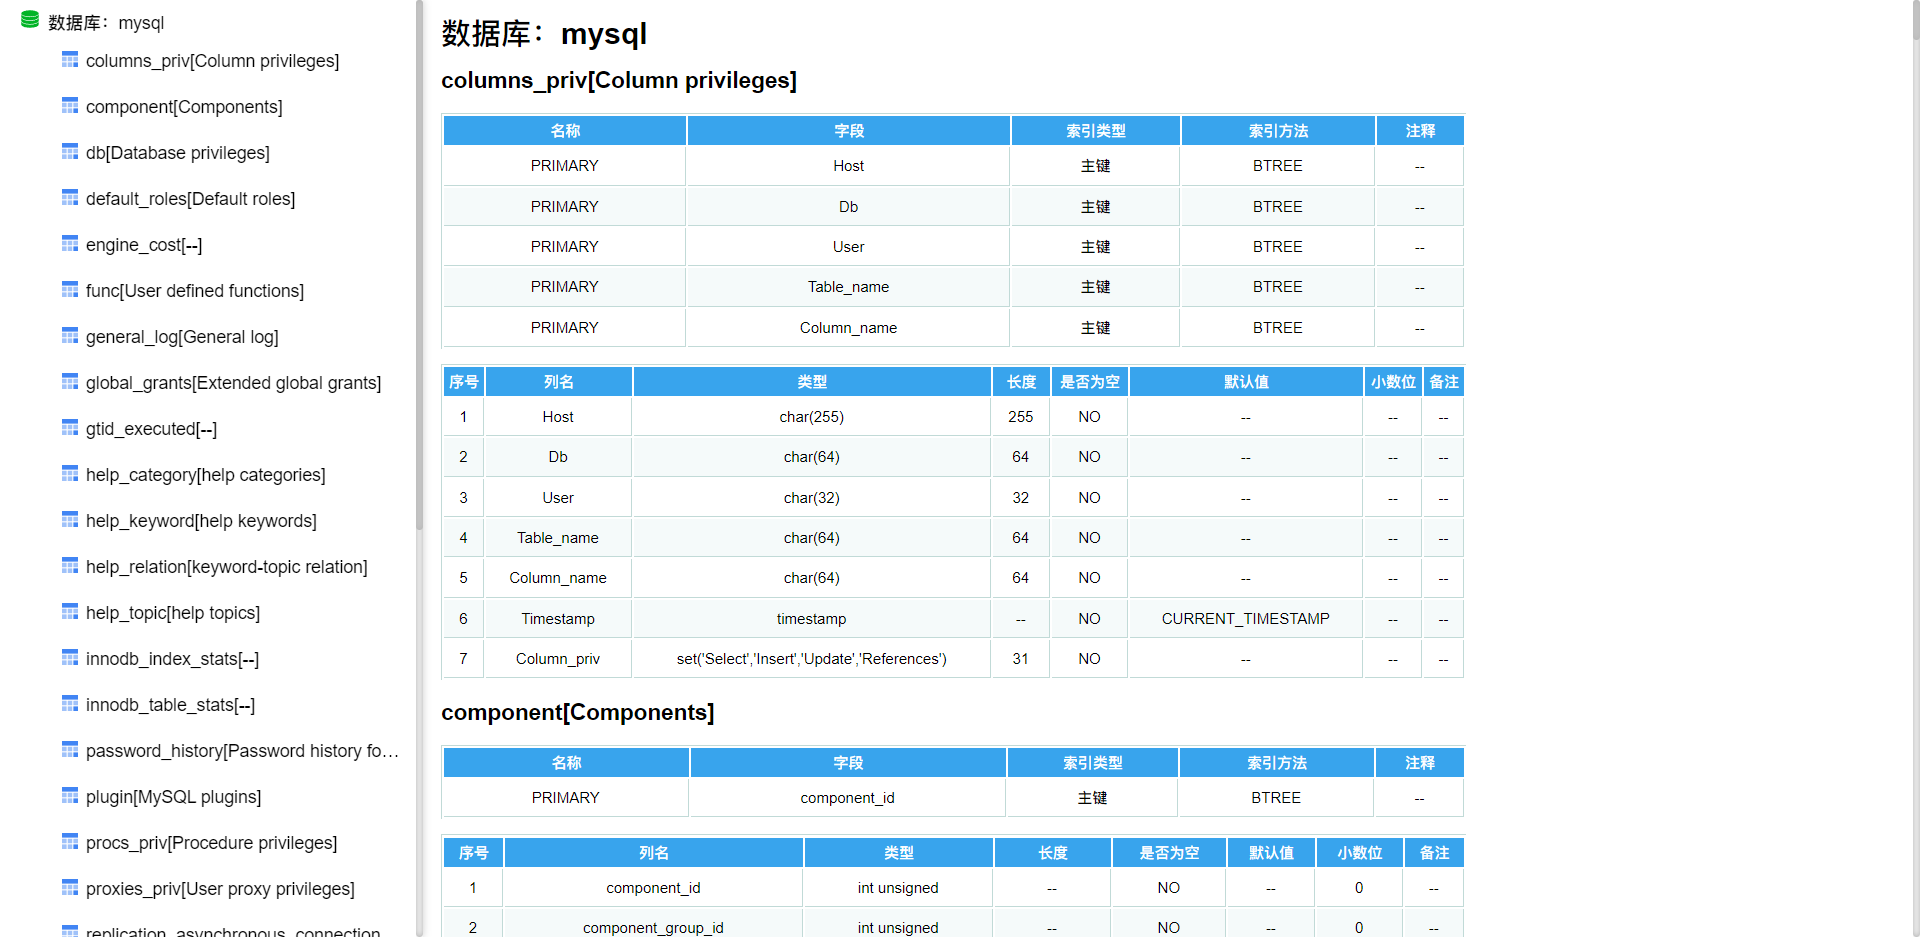 数据库：mysql
columns_priv[Column privileges]
component[Components]
db[Database privileges]
default_roles[Default roles]
engine_cost[--]
func[User defined functions]
general_log[General log]
global_grants[Extended global grants]
gtid_executed[--]
help_category[help categories]
help_keyword[help keywords]
help_relation[keyword-topic relation]
help_topic[help topics]
innodb_index_stats[--]
innodb_table_stats[--]
password_history[Password history fo…
plugin[MySQL plugins]
procs_priv[Procedure privileges]
proxies_priv[User proxy privileges]
replication_asynchronous_connection
数据库：mysql
columns_priv[Column privileges]
名称 字段 索引类型 索引方法 注释
PRIMARY Host 主键 BTREE --
PRIMARY Db 主键 BTREE --
PRIMARY User 主键 BTREE --
PRIMARY Table_name 主键 BTREE --
PRIMARY Column_name 主键 BTREE --
序号 列名 类型 长度 是否为空 默认值 小数位 备注
1 Host char(255) 255 NO -- -- --
2 Db char(64) 64 NO -- -- --
3 User char(32) 32 NO -- -- --
4 Table_name char(64) 64 NO -- -- --
5 Column_name char(64) 64 NO -- -- --
6 Timestamp timestamp -- NO CURRENT_TIMESTAMP -- --
7 Column_priv set('Select','Insert','Update','References') 31 NO -- -- --
component[Components]
名称 字段 索引类型 索引方法 注释
PRIMARY component_id 主键 BTREE --
序号 列名 类型 长度 是否为空 默认值 小数位 备注
1 component_id int unsigned -- NO -- 0 --
2 component_group_id int unsigned -- NO -- 0 --